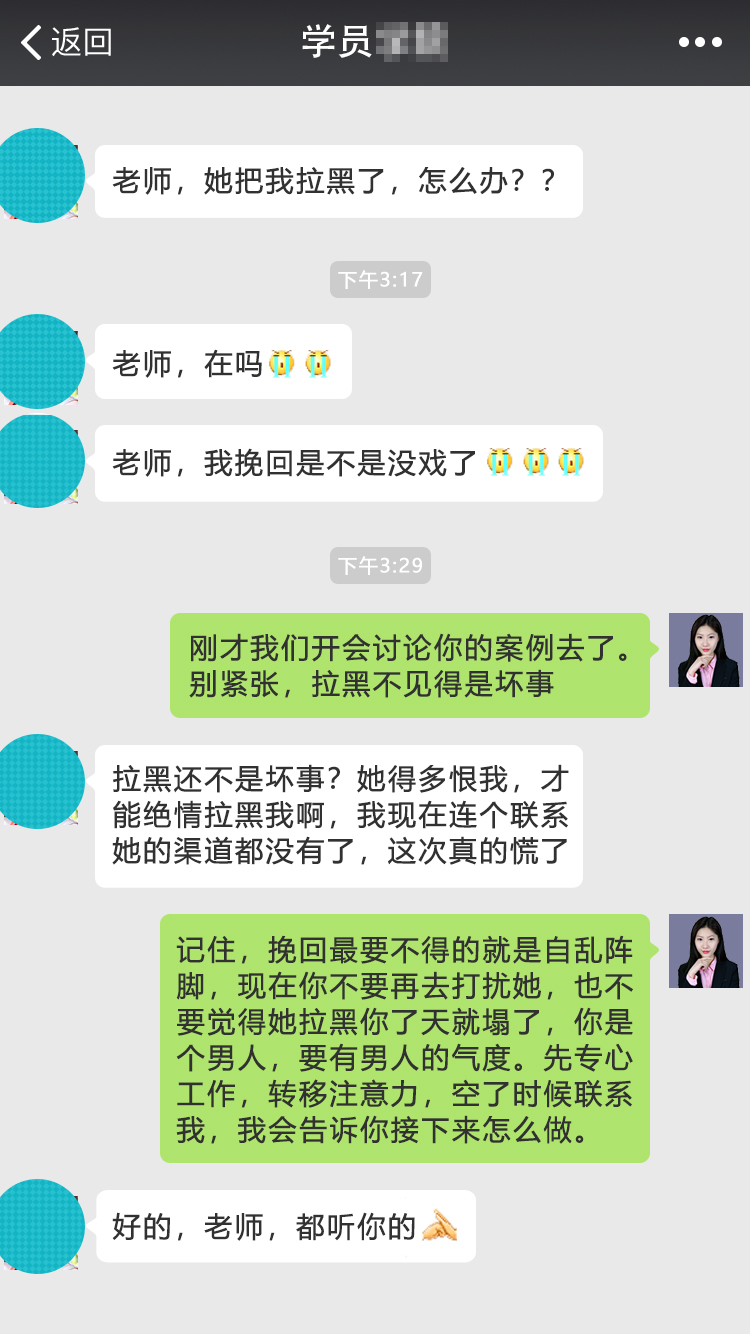 返回
学员
老师，她把我拉黑了，怎么办？？
下午3:17
老师，在吗
老师，我挽回是不是没戏了
下午3:29
刚才我们开会讨论你的案例去了。
别紧张，拉黑不见得是坏事
拉黑还不是坏事？她得多恨我，才
能绝情拉黑我啊，我现在连个联系
她的渠道都没有了，这次真的慌了
记住，挽回最要不得的就是自乱阵
脚，现在你不要再去打扰她，也不
要觉得她拉黑你了天就塌了，你是
个男人，要有男人的气度。先专心
工作，转移注意力，空了时候联系
我，我会告诉你接下来怎么做。
好的，老师，都听你的